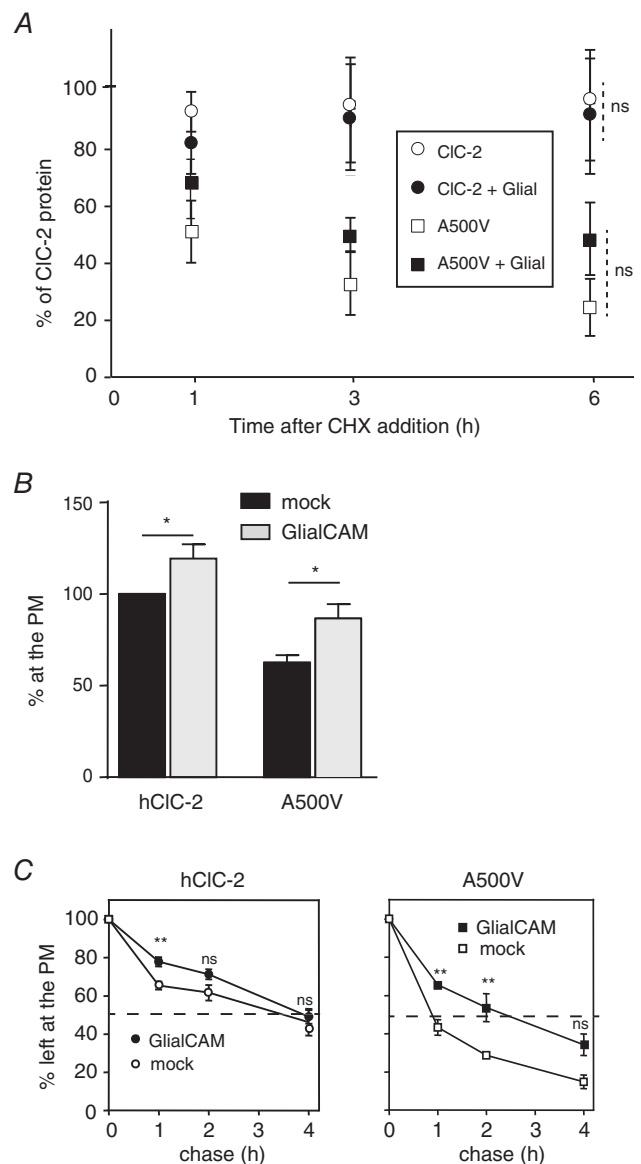 A
% of ClC-2 protein
100
80
60
40
20
0
0
1
3
6
Time after CHX addition (h)
ClC-2
ClC-2 + Glial
A500V
A500V + Glial
ns
ns
B
% at the PM
150
100
50
0
mock
GlialCAM
*
*
hClC-2
A500V
C
hClC-2
% left at the PM
100
80
60
40
20
0
**
ns
ns
GlialCAM
mock
0
1
2
4
chase (h)
A500V
GlialCAM
mock
**
**
ns
0
1
2
4
chase (h)